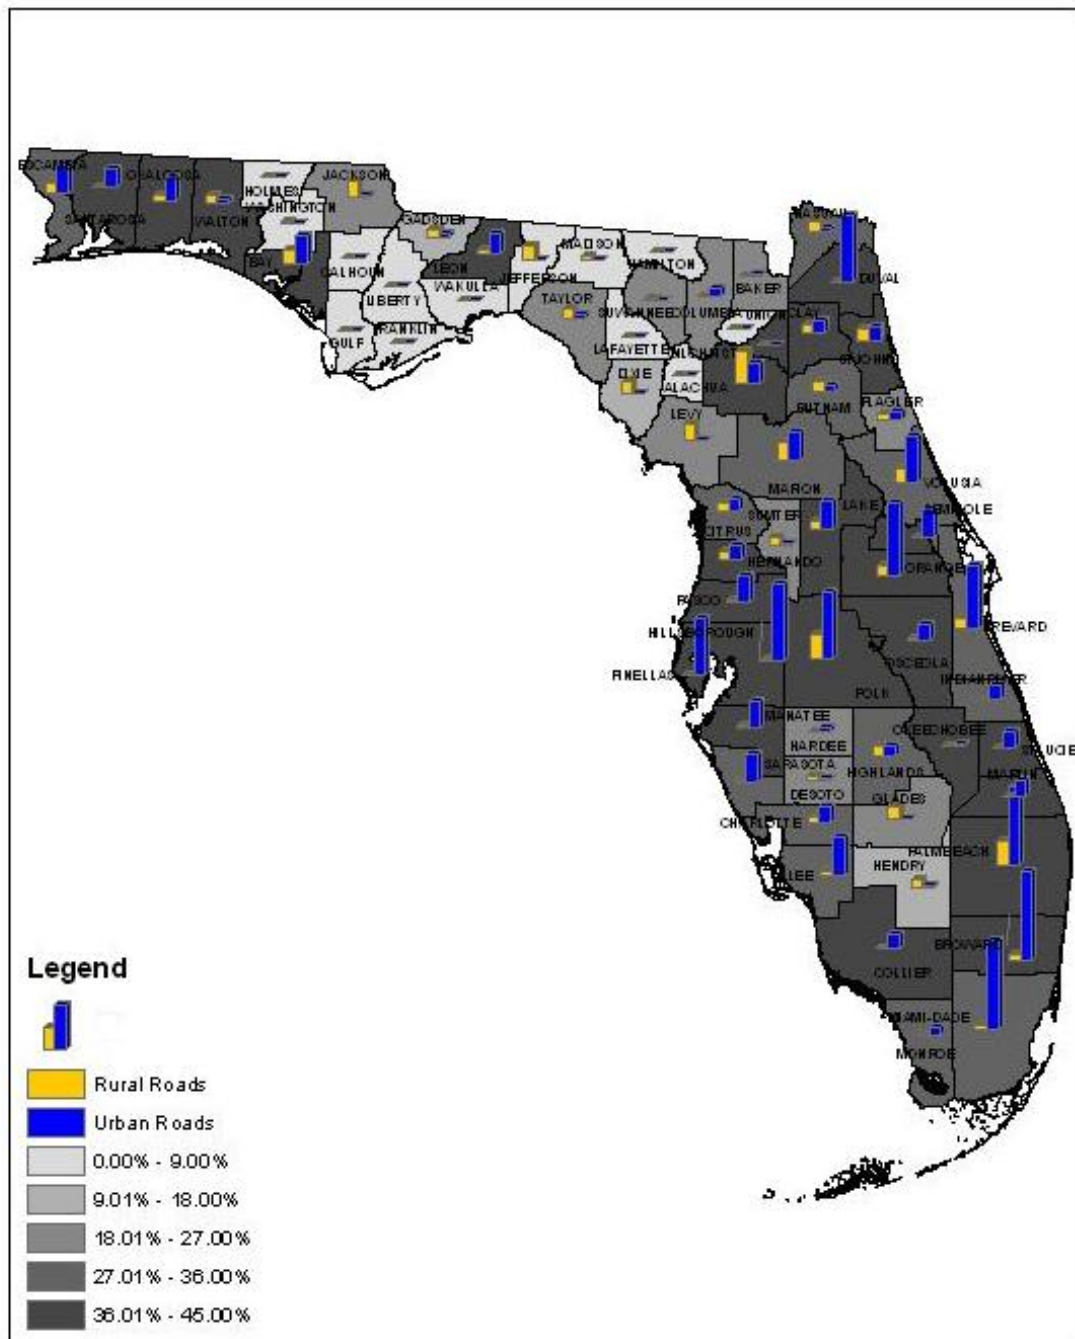 ESCAMBIA
OKALOOSA
SANTAROSA
WALTON
HOLMES
WASHINGTON
JACKSON
BAY
CALHOUN
GADSDEN
LEON
LIBERTY
WAKULLA
GULF
FRANKLIN
JEFFERSON
MADISON
TAYLOR
HAMILTON
SUWANNEE
COLUMBIA
LAFAYETTE
DIXIE
GILCHRIST
ALACHUA
UNION
BAKER
NASSAU
DUVAL
CLAY
ST JOHNS
PUTNAM
FLAGLER
LEVY
MARION
VOLUSIA
CITRUS
SUMTER
LAKE
SEMINOLE
HERNANDO
ORANGE
PASCO
HILLSBOROUGH
PINELLAS
BREVARD
OSCEOLA
POLK
INDIAN RIVER
MANATEE
HARDEE
OKEECHOBEE
ST LUCIE
SARASOTA
DESOTO
HIGHLANDS
MARTIN
CHARLOTTE
GLADES
LEE
HENDRY
PALM BEACH
COLLIER
BROWARD
MIAMI-DADE
MONROE
Legend
Rural Roads
Urban Roads
0.00% - 9.00%
9.01% - 18.00%
18.01% - 27.00%
27.01% - 36.00%
36.01% - 45.00%